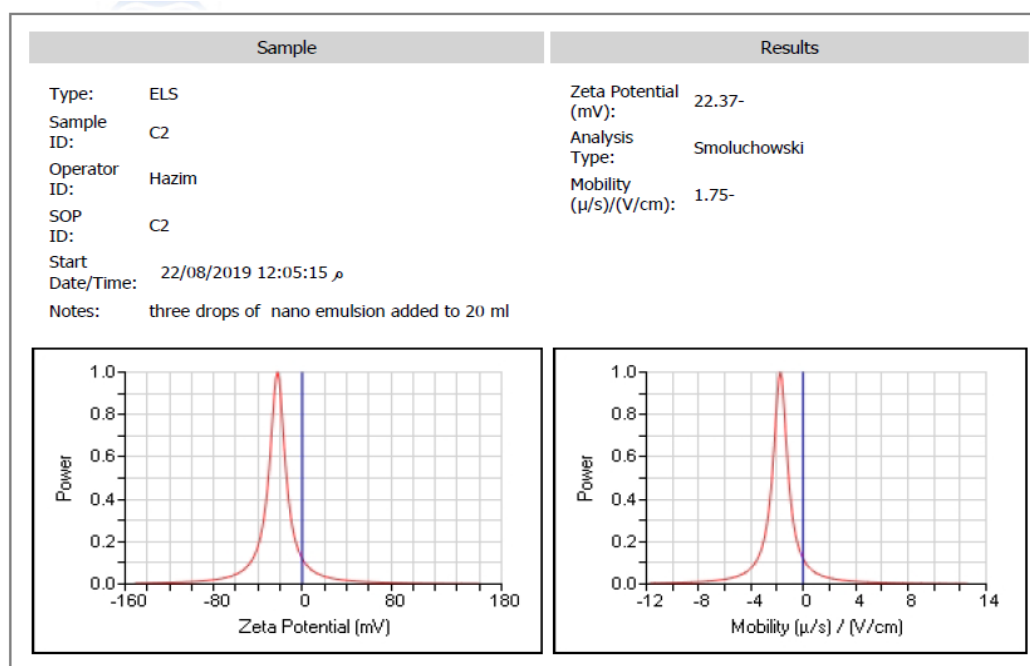 Sample
Results
Type: ELS
Sample ID: C2
Operator ID: Hazim
SOP ID: C2
Start Date/Time: 22/08/2019 12:05:15 م
Notes: three drops of nano emulsion added to 20 ml
Zeta Potential (mV): 22.37-
Analysis Type: Smoluchowski
Mobility (µ/s)/(V/cm): 1.75-
Power
1.0
0.8
0.6
0.4
0.2
0.0
-160 -80 0 80 180
Zeta Potential (mV)
Power
1.0
0.8
0.6
0.4
0.2
0.0
-12 -8 -4 0 4 8 14
Mobility (µ/s) / (V/cm)